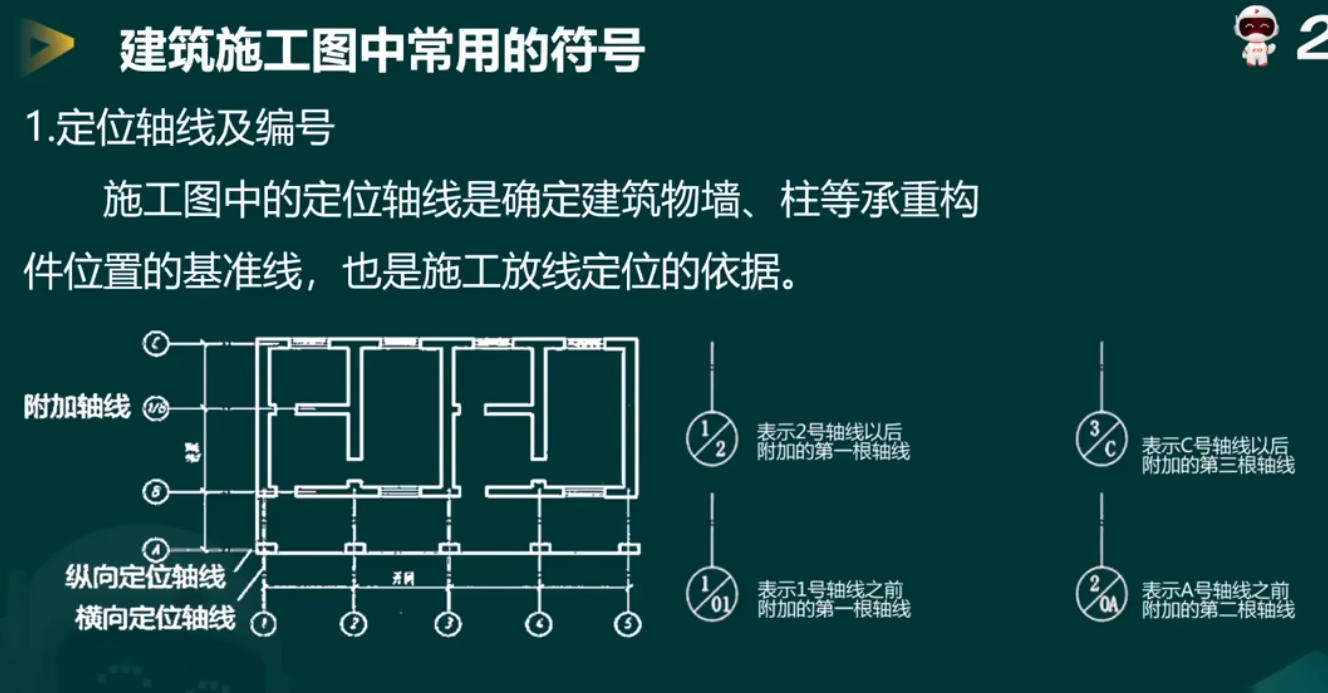 建筑施工图中常用的符号
2
1.定位轴线及编号
施工图中的定位轴线是确定建筑物墙、柱等承重构
件位置的基准线，也是施工放线定位的依据。
C
附加轴线 1/B
进深
B
A
纵向定位轴线
开间
横向定位轴线
1 2 3 4 5
1/2
表示2号轴线以后
附加的第一根轴线
3/C
表示C号轴线以后
附加的第三根轴线
1/01
表示1号轴线之前
附加的第一根轴线
2/0A
表示A号轴线之前
附加的第二根轴线